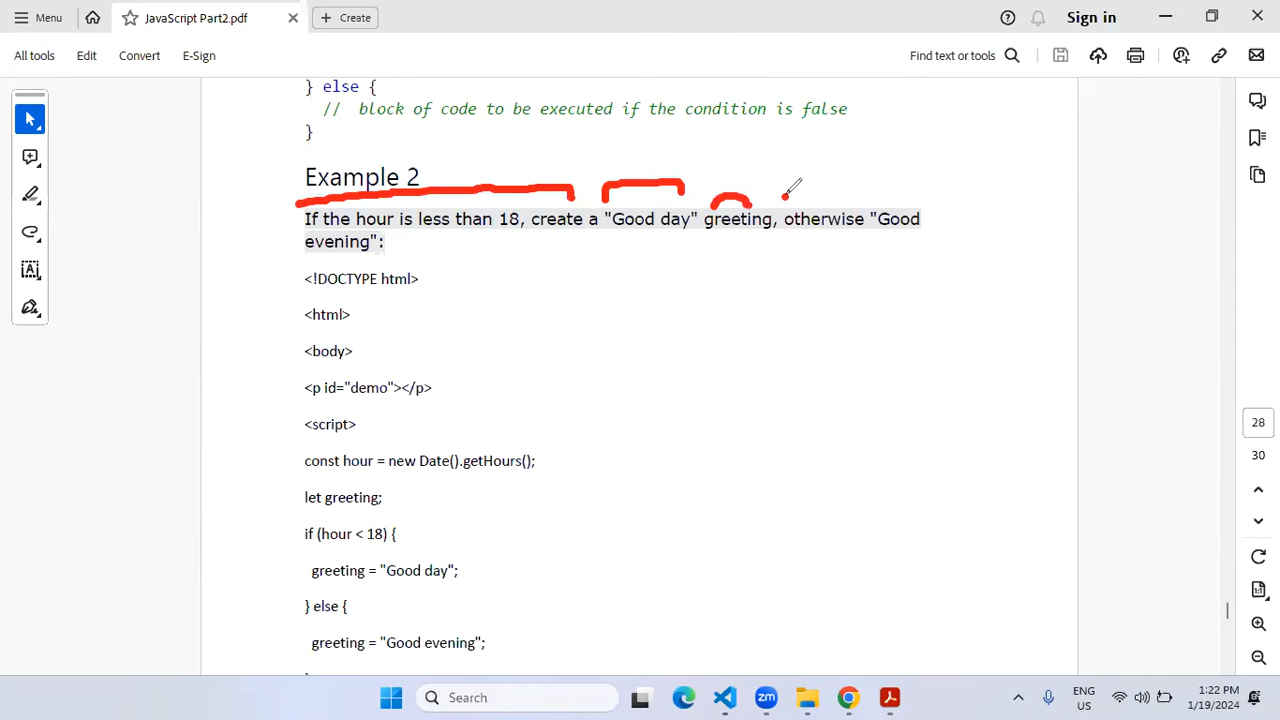 Menu
JavaScript Part2.pdf
Create
Sign in
All tools Edit Convert E-Sign
Find text or tools
} else {
// block of code to be executed if the condition is false
}
Example 2
If the hour is less than 18, create a "Good day" greeting, otherwise "Good
evening":
<!DOCTYPE html>
<html>
<body>
<p id="demo"></p>
<script>
const hour = new Date().getHours();
let greeting;
if (hour < 18) {
greeting = "Good day";
} else {
greeting = "Good evening";
28
30
1:1
Search
zm
ENG
US
1:22 PM
1/19/2024